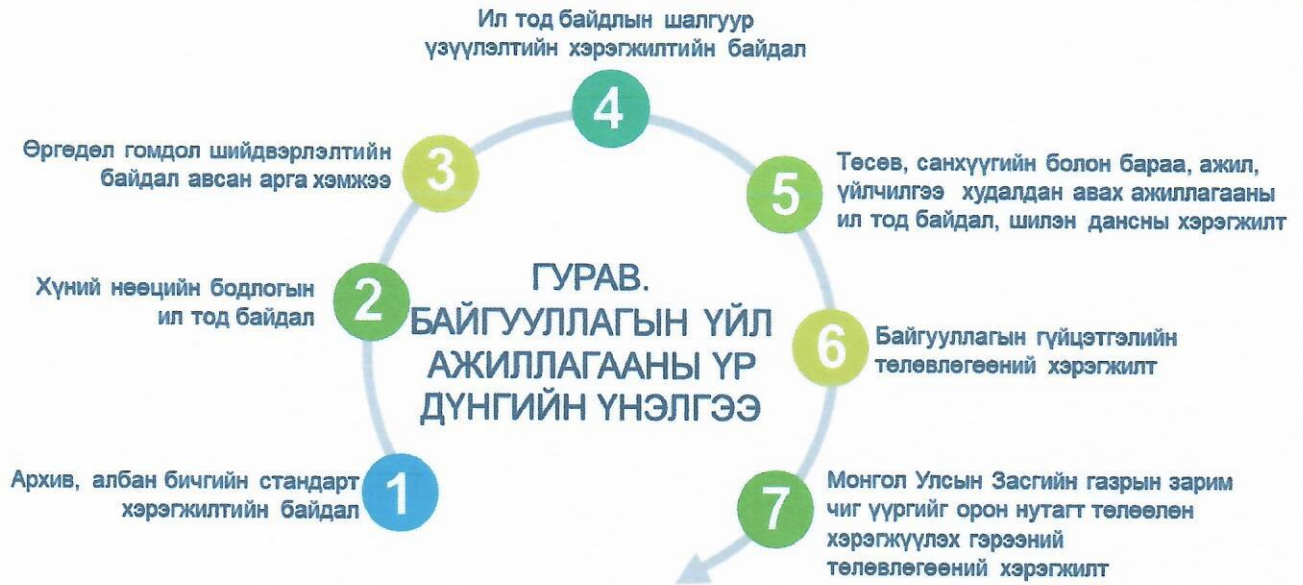 Ил тод байдлын шалгуур
үзүүлэлтийн хэрэгжилтийн байдал
4
Өргөдөл гомдол шийдвэрлэлтийн
байдал авсан арга хэмжээ
3
5
Төсөв, санхүүгийн болон бараа, ажил,
үйлчилгээ худалдан авах ажиллагааны
ил тод байдал, шилэн дансны хэрэгжилт
Хүний нөөцийн бодлогын
ил тод байдал
2
ГУРАВ.
БАЙГУУЛЛАГЫН ҮЙЛ
АЖИЛЛАГААНЫ ҮР
ДҮНГИЙН ҮНЭЛГЭЭ
6
Байгууллагын гүйцэтгэлийн
төлөвлөгөөний хэрэгжилт
Архив, албан бичгийн стандарт
хэрэгжилтийн байдал
1
7
Монгол Улсын Засгийн газрын зарим
чиг үүргийг орон нутагт төлөөлөн
хэрэгжүүлэх гэрээний
төлөвлөгөөний хэрэгжилт